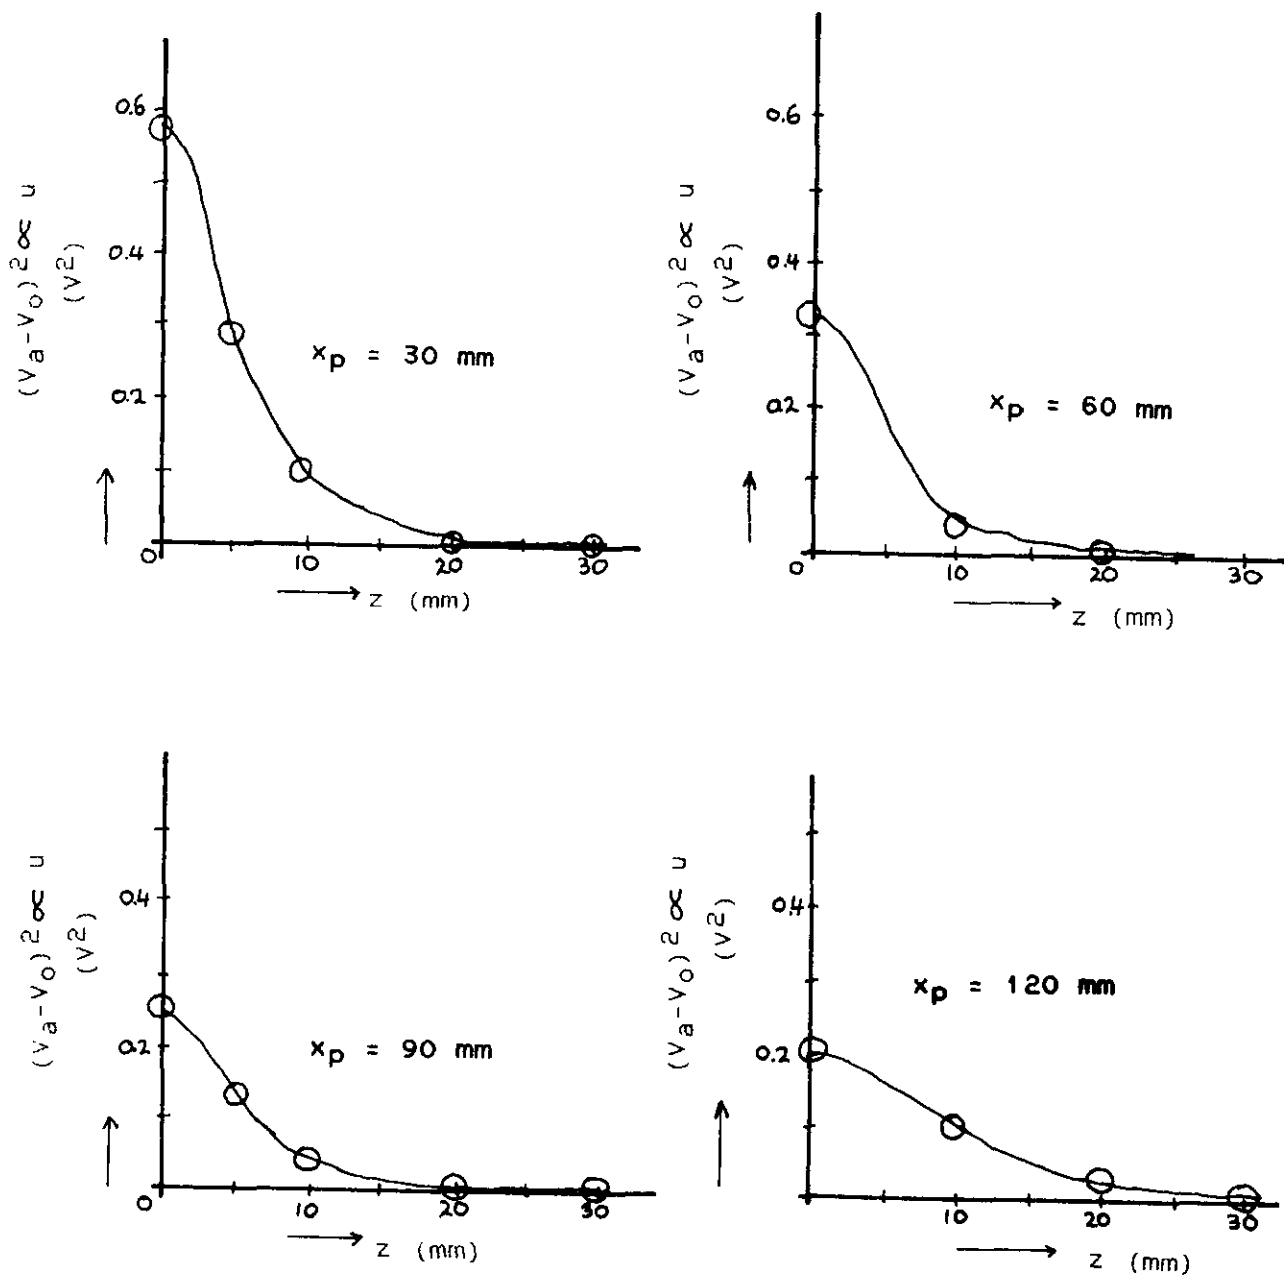 0.6
0.4
0.2
0
10
20
30
(Va-Vo)² ∝ u
(V²)
xp = 30 mm
z (mm)
0.6
0.4
0.2
0
10
20
30
(Va-Vo)² ∝ u
(V²)
xp = 60 mm
z (mm)
0.4
0.2
0
10
20
30
(Va-Vo)² ∝ u
(V²)
xp = 90 mm
z (mm)
0.4
0.2
0
10
20
30
(Va-Vo)² ∝ u
(V²)
xp = 120 mm
z (mm)